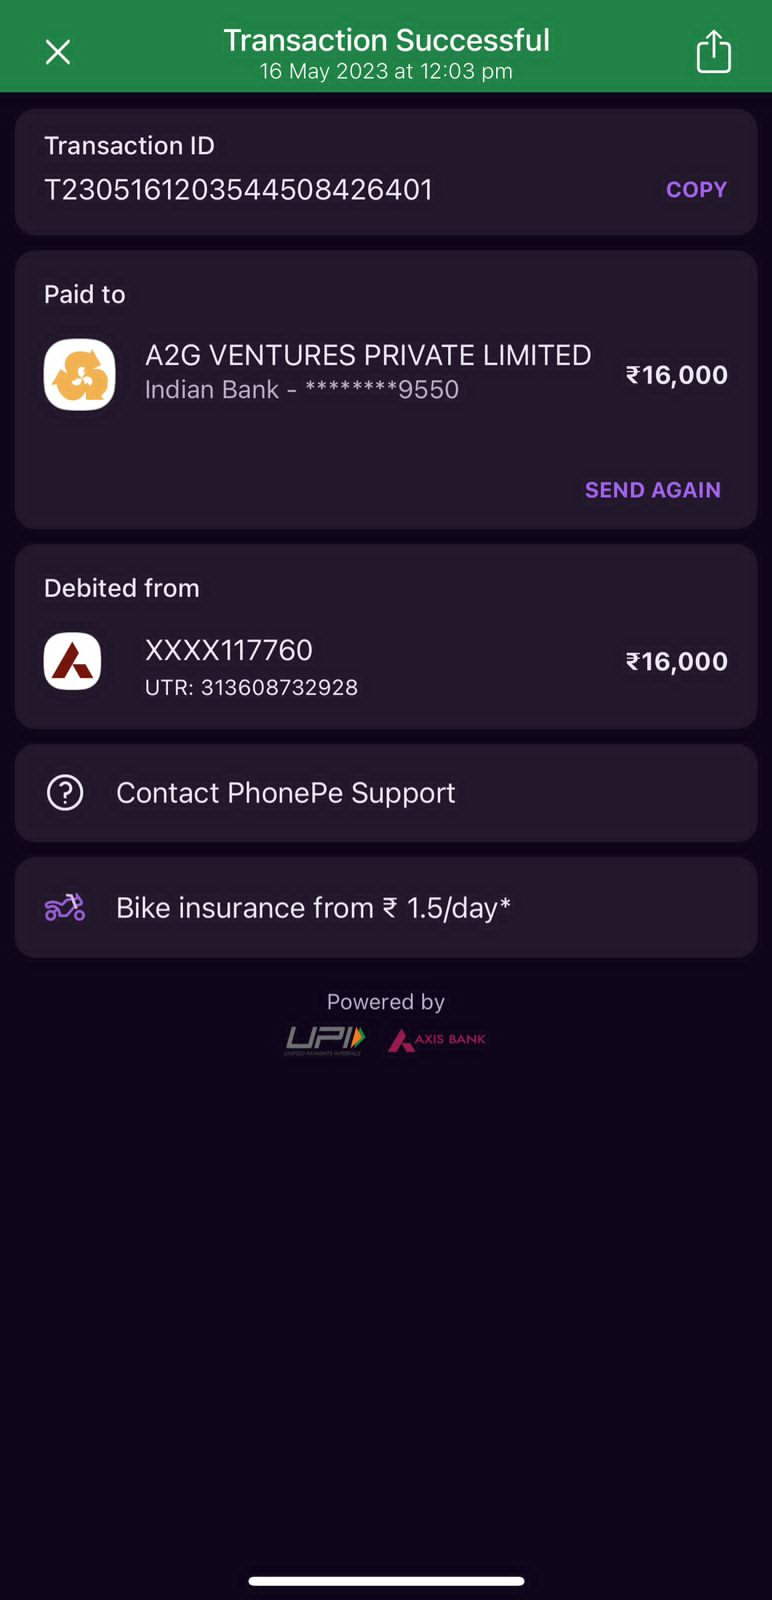 Transaction Successful
16 May 2023 at 12:03 pm
Transaction ID
T2305161203544508426401
COPY
Paid to
A2G VENTURES PRIVATE LIMITED
Indian Bank - ********9550
₹16,000
SEND AGAIN
Debited from
XXXX117760
UTR: 313608732928
₹16,000
Contact PhonePe Support
Bike insurance from ₹ 1.5/day*
Powered by
UPI
UNIFIED PAYMENTS INTERFACE
AXIS BANK